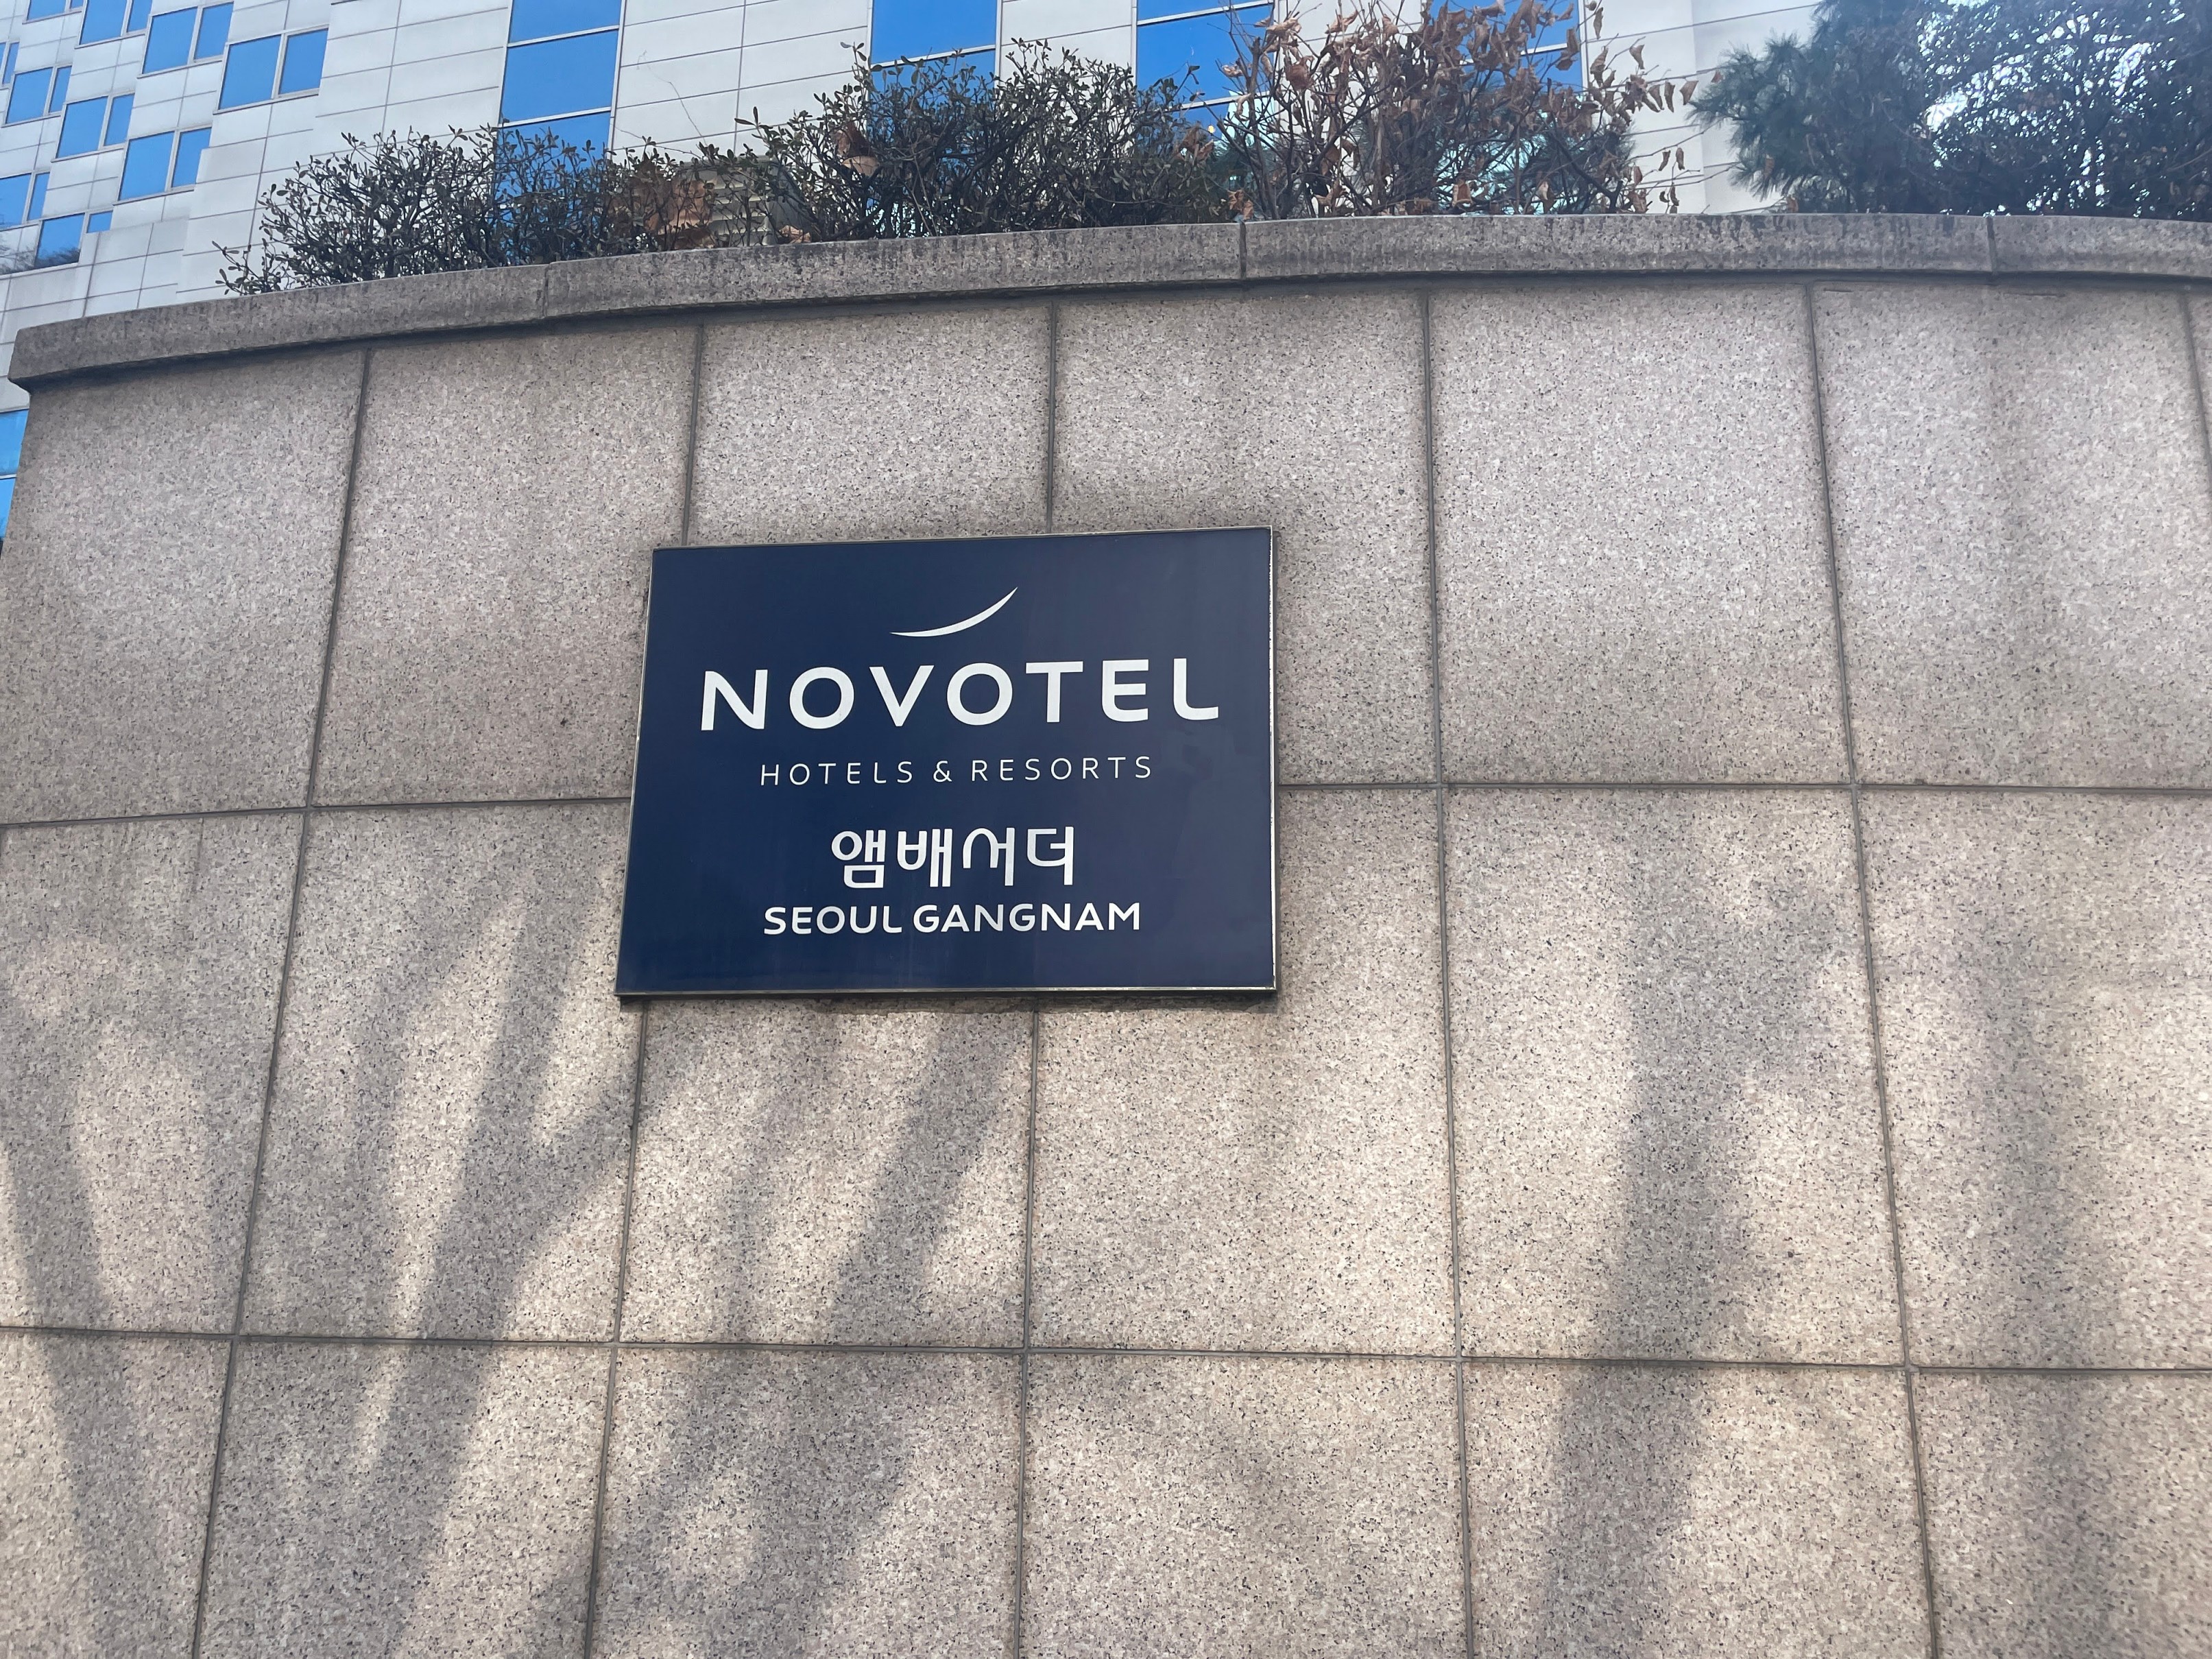 NOVOTEL
HOTELS & RESORTS
앰배서더
SEOUL GANGNAM